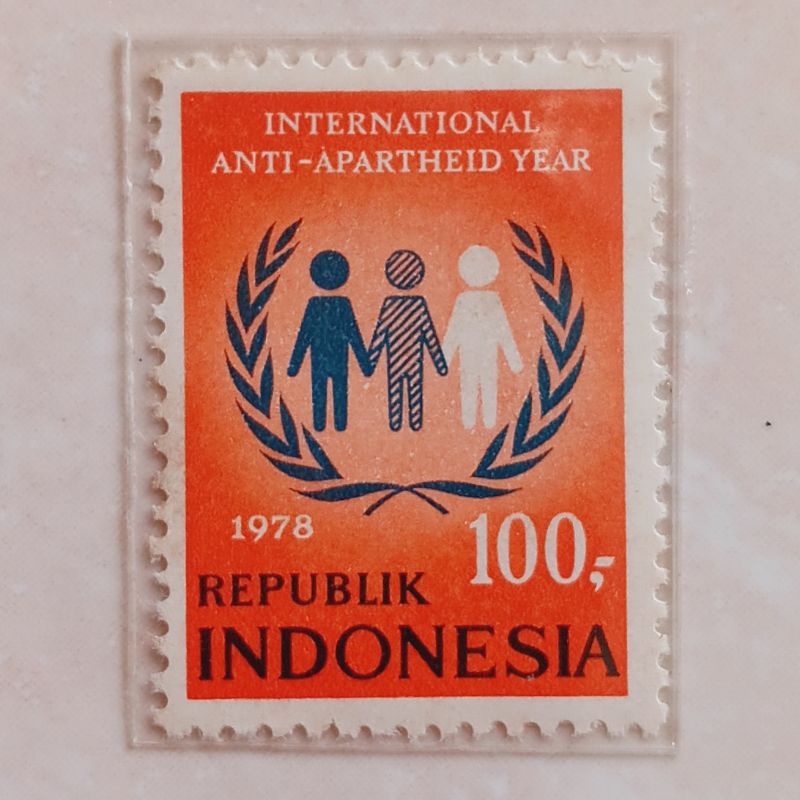 INTERNATIONAL
ANTI-APARTHEID YEAR
1978
100,-
REPUBLIK
INDONESIA